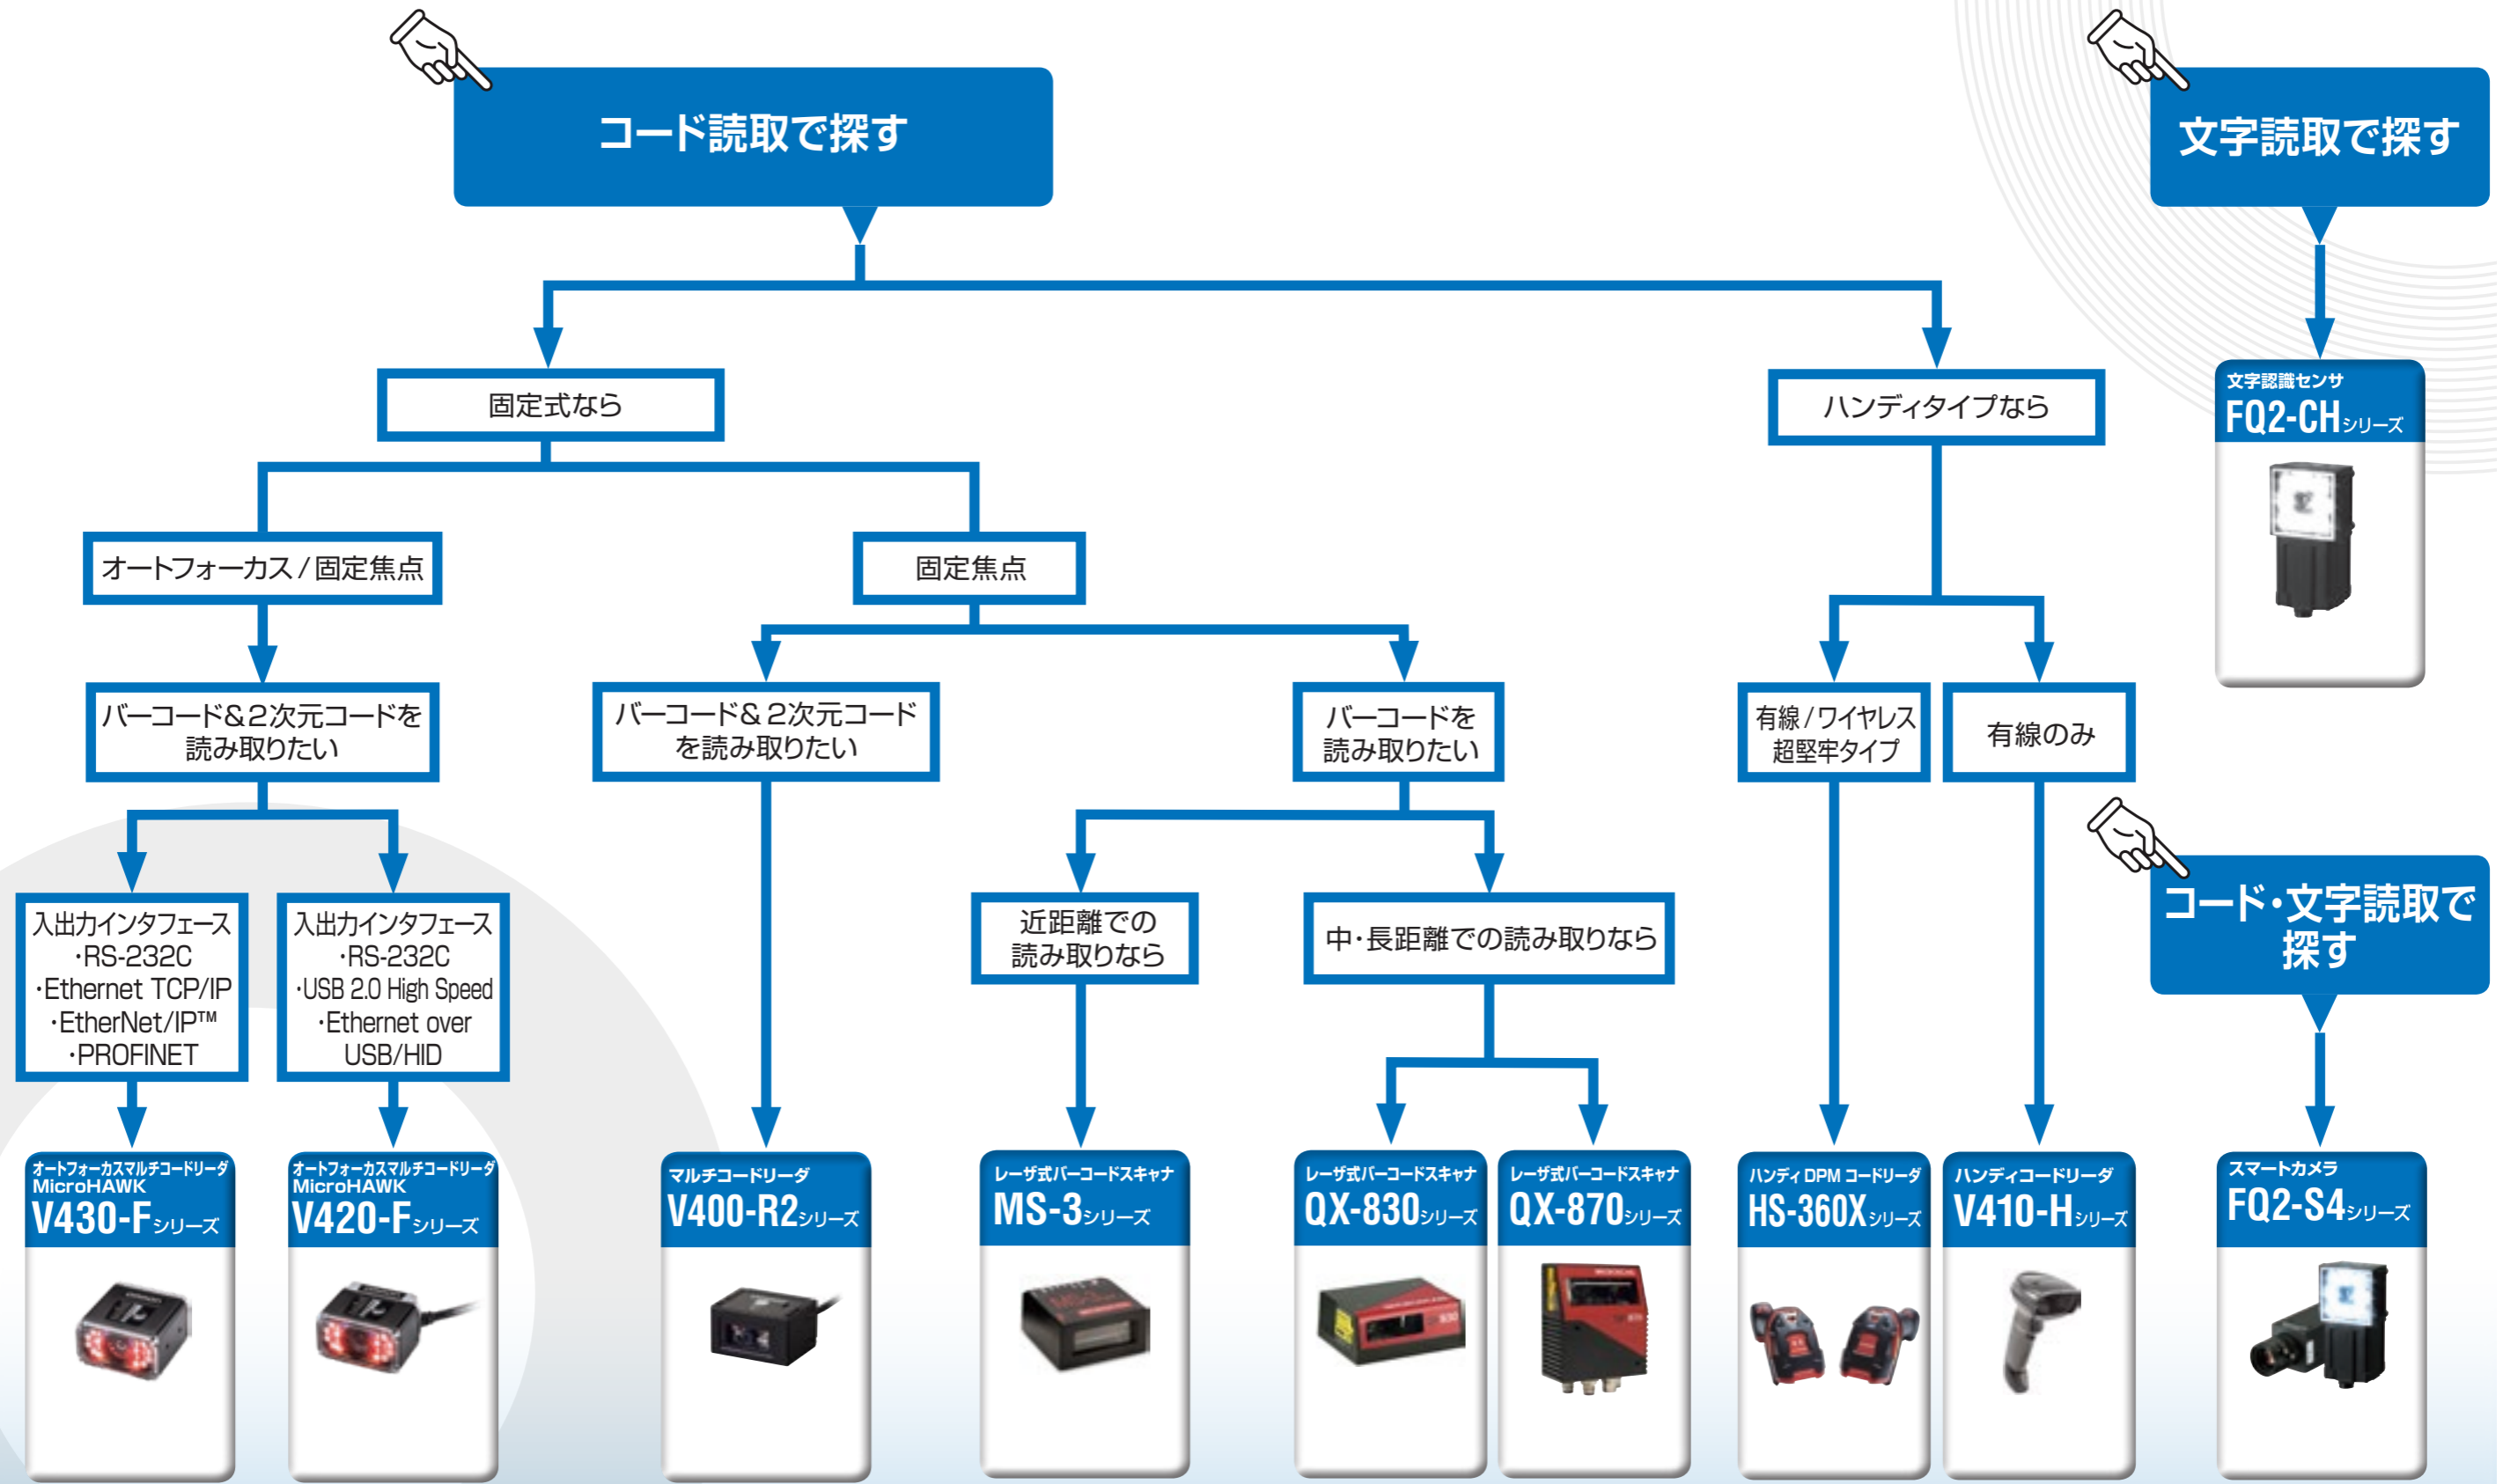 コード読取で探す
文字読取で探す
文字認識センサ
FQ2-CHシリーズ
固定式なら
ハンディタイプなら
オートフォーカス/固定焦点
固定焦点
バーコード&2次元コードを
読み取りたい
バーコード&2次元コード
を読み取りたい
バーコードを
読み取りたい
有線/ワイヤレス
超堅牢タイプ
有線のみ
入出力インタフェース
・RS-232C
・Ethernet TCP/IP
・EtherNet/IP™
・PROFINET
入出力インタフェース
・RS-232C
・USB 2.0 High Speed
・Ethernet over
USB/HID
近距離での
読み取りなら
中・長距離での読み取りなら
コード・文字読取で
探す
オートフォーカスマルチコードリーダ
MicroHAWK
V430-Fシリーズ
オートフォーカスマルチコードリーダ
MicroHAWK
V420-Fシリーズ
マルチコードリーダ
V400-R2シリーズ
レーザ式バーコードスキャナ
MS-3シリーズ
レーザ式バーコードスキャナ
QX-830シリーズ
レーザ式バーコードスキャナ
QX-870シリーズ
ハンディDPMコードリーダ
HS-360Xシリーズ
ハンディコードリーダ
V410-Hシリーズ
スマートカメラ
FQ2-S4シリーズ